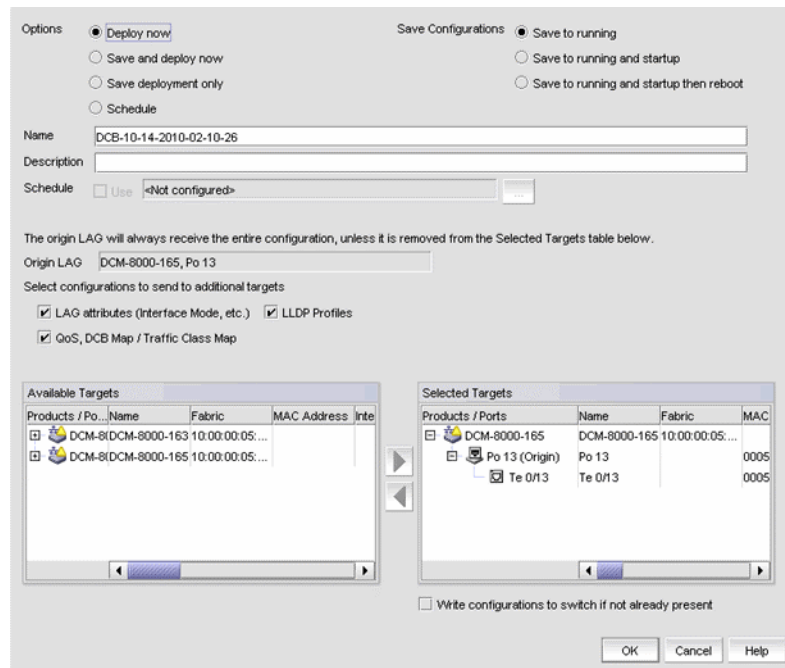 Options
Deploy now
Save Configurations
Save to running
Save and deploy now
Save to running and startup
Save deployment only
Save to running and startup then reboot
Schedule
Name
DCB-10-14-2010-02-10-26
Description
Schedule
Use
<Not configured>
...
The origin LAG will always receive the entire configuration, unless it is removed from the Selected Targets table below.
Origin LAG
DCM-8000-165, Po 13
Select configurations to send to additional targets
LAG attributes (Interface Mode, etc.)
LLDP Profiles
QoS, DCB Map / Traffic Class Map
Available Targets
Products / Po... Name Fabric MAC Address Inte
DCM-8( DCM-8000-163 10:00:00:05:...
DCM-8( DCM-8000-165 10:00:00:05:...
Selected Targets
Products / Ports Name Fabric MAC
DCM-8000-165 DCM-8000-165 10:00:00:05:...
Po 13 (Origin) Po 13 0005
Te 0/13 Te 0/13 0005
Write configurations to switch if not already present
OK Cancel Help